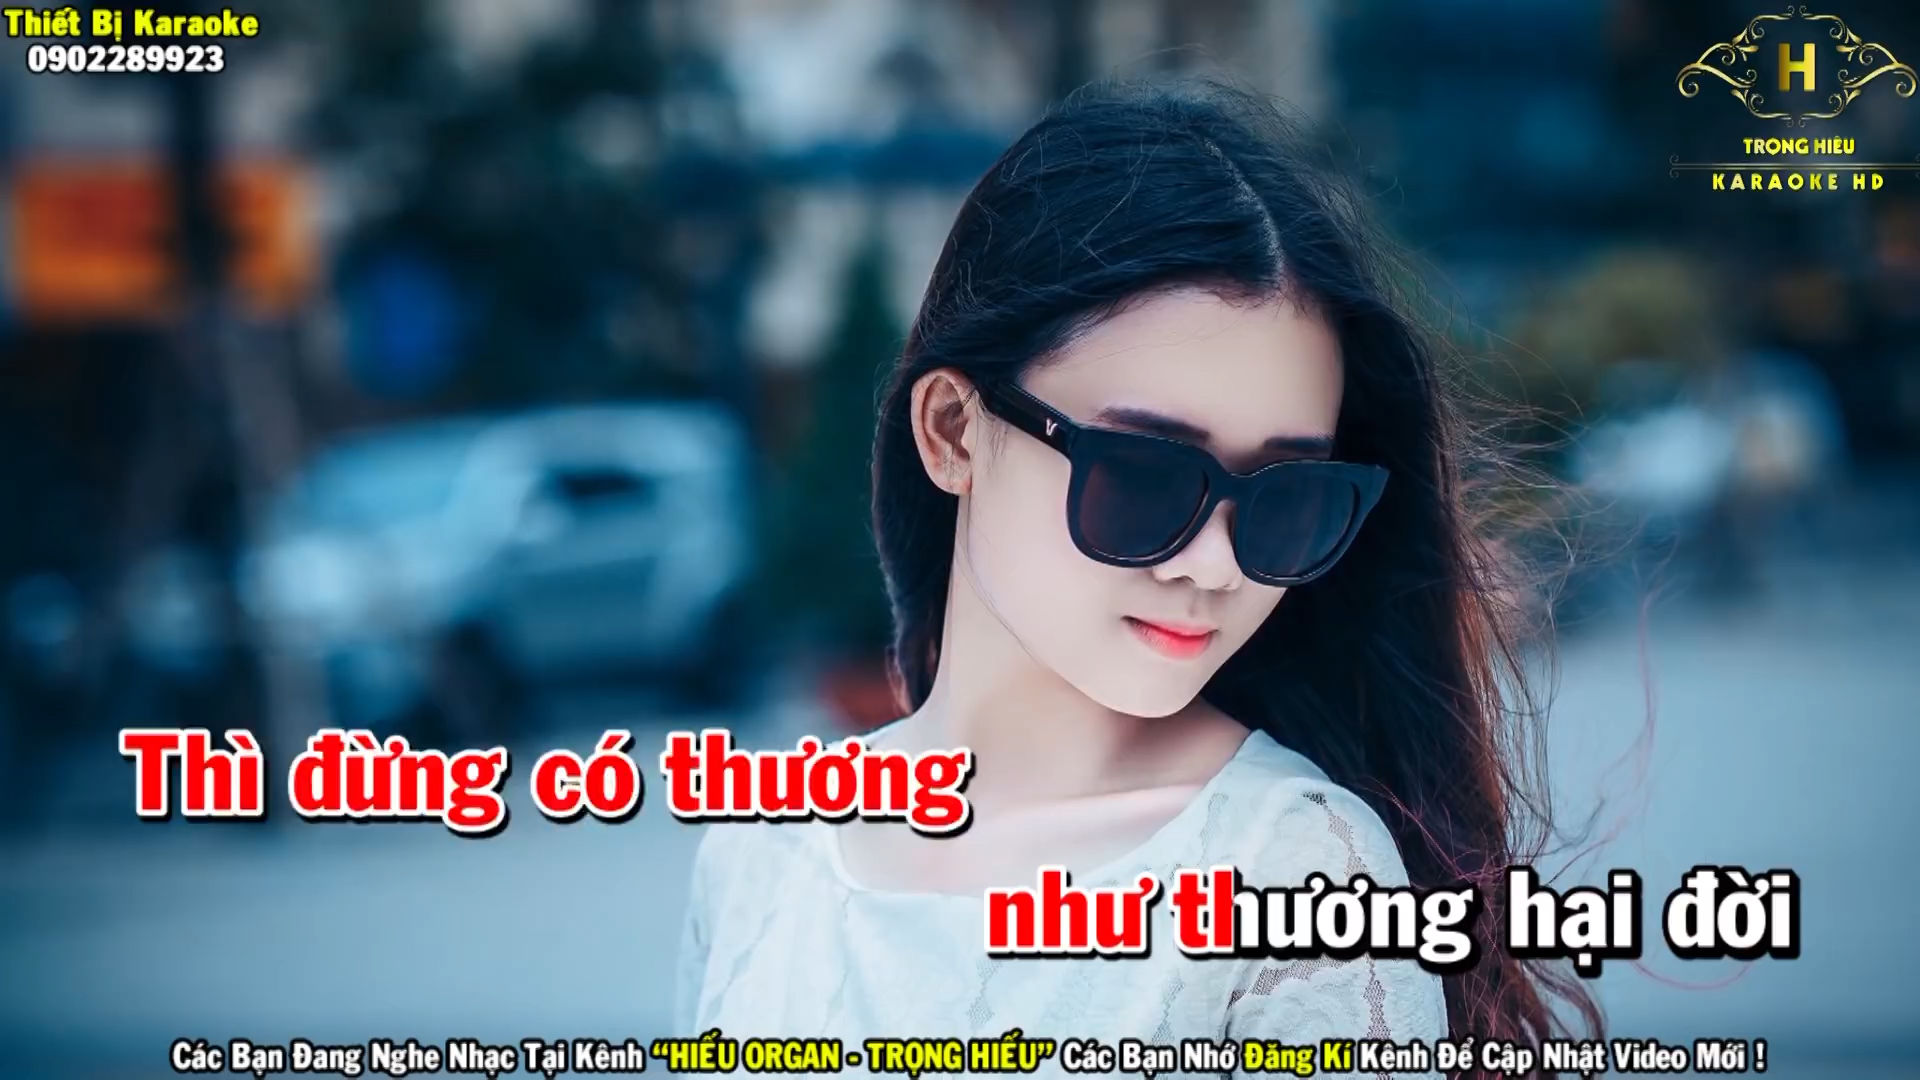 Thiết Bị Karaoke
0902289923
H
TRỌNG HIẾU
KARAOKE HD
Thì đừng có thương
như thương hại đời
Các Bạn Đang Nghe Nhạc Tại Kênh “HIẾU ORGAN - TRỌNG HIẾU” Các Bạn Nhớ Đăng Kí Kênh Để Cập Nhật Video Mới !